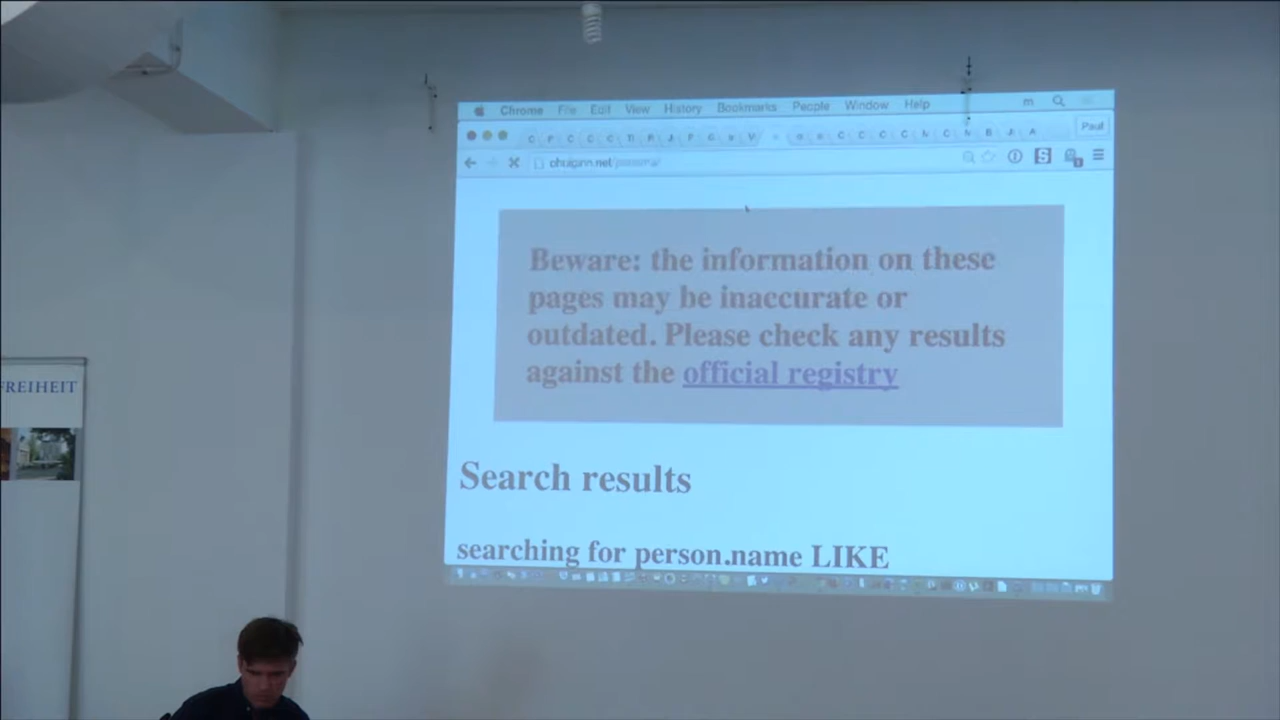 Chrome File Edit View History Bookmarks People Window Help
Paul
Beware: the information on these
pages may be inaccurate or
outdated. Please check any results
against the official registry
Search results
searching for person.name LIKE
FREIHEIT